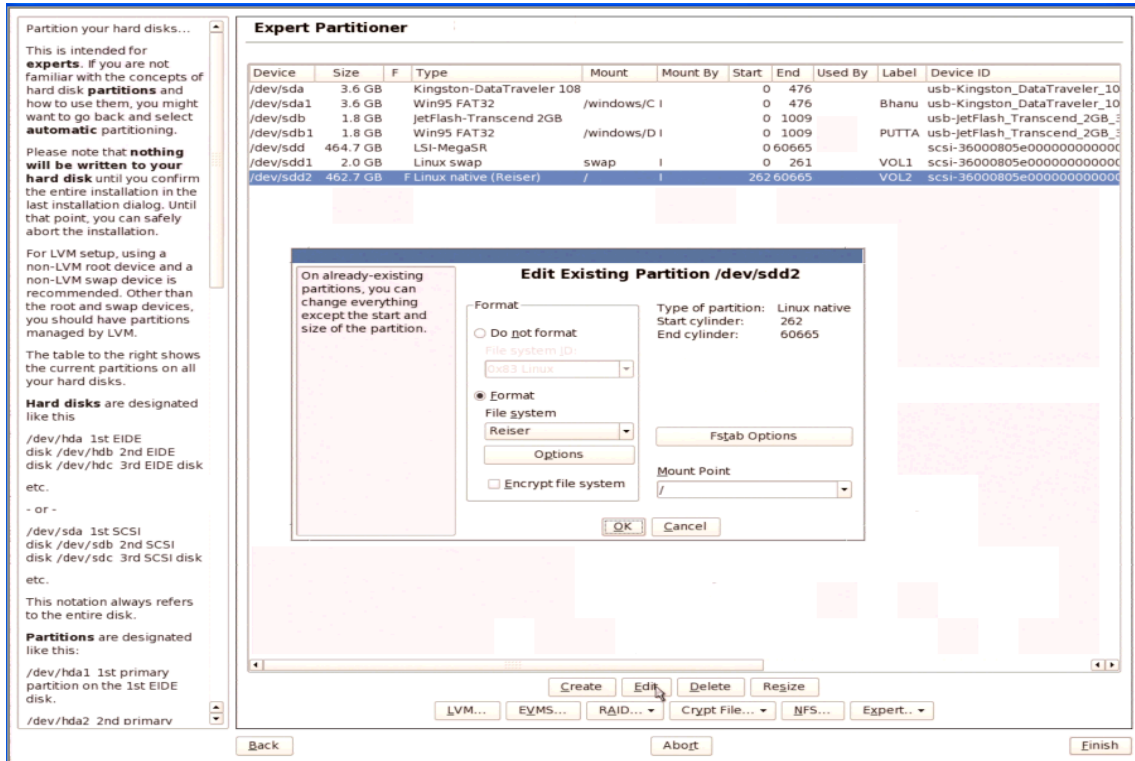 Partition your hard disks...
This is intended for
experts. If you are not
familiar with the concepts of
hard disk partitions and
how to use them, you might
want to go back and select
automatic partitioning.
Please note that nothing
will be written to your
hard disk until you confirm
the entire installation in the
last installation dialog. Until
that point, you can safely
abort the installation.
For LVM setup, using a
non-LVM root device and a
non-LVM swap device is
recommended. Other than
the root and swap devices,
you should have partitions
managed by LVM.
The table to the right shows
the current partitions on all
your hard disks.
Hard disks are designated
like this
/dev/hda 1st EIDE
disk /dev/hdb 2nd EIDE
disk /dev/hdc 3rd EIDE disk
etc.
- or -
/dev/sda 1st SCSI
disk /dev/sdb 2nd SCSI
disk /dev/sdc 3rd SCSI disk
etc.
This notation always refers
to the entire disk.
Partitions are designated
like this:
/dev/hda1 1st primary
partition on the 1st EIDE
disk.
/dev/hda2 2nd primary
Expert Partitioner
Device Size F Type Mount Mount By Start End Used By Label Device ID
/dev/sda 3.6 GB Kingston-DataTraveler 108 0 476 usb-Kingston_DataTraveler_10
/dev/sda1 3.6 GB Win95 FAT32 /windows/C I 0 476 Bhanu usb-Kingston_DataTraveler_10
/dev/sdb 1.8 GB JetFlash-Transcend 2GB 0 1009 usb-JetFlash_Transcend_2GB_3
/dev/sdb1 1.8 GB Win95 FAT32 /windows/D I 0 1009 PUTTA usb-JetFlash_Transcend_2GB_3
/dev/sdd 464.7 GB LSI-MegaSR 0 60665 scsi-36000805e00000000000
/dev/sdd1 2.0 GB Linux swap swap I 0 261 VOL1 scsi-36000805e00000000000
/dev/sdd2 462.7 GB F Linux native (Reiser) / I 262 60665 VOL2 scsi-36000805e00000000000
On already-existing
partitions, you can
change everything
except the start and
size of the partition.
Edit Existing Partition /dev/sdd2
Format
Do not format
File system ID:
0x83 Linux
Format
File system
Reiser
Options
Encrypt file system
Type of partition: Linux native
Start cylinder: 262
End cylinder: 60665
Fstab Options
Mount Point
/
OK Cancel
Create Edit Delete Resize
LVM... EVMS... RAID... Crypt File... NFS... Expert..
Back Abort Finish